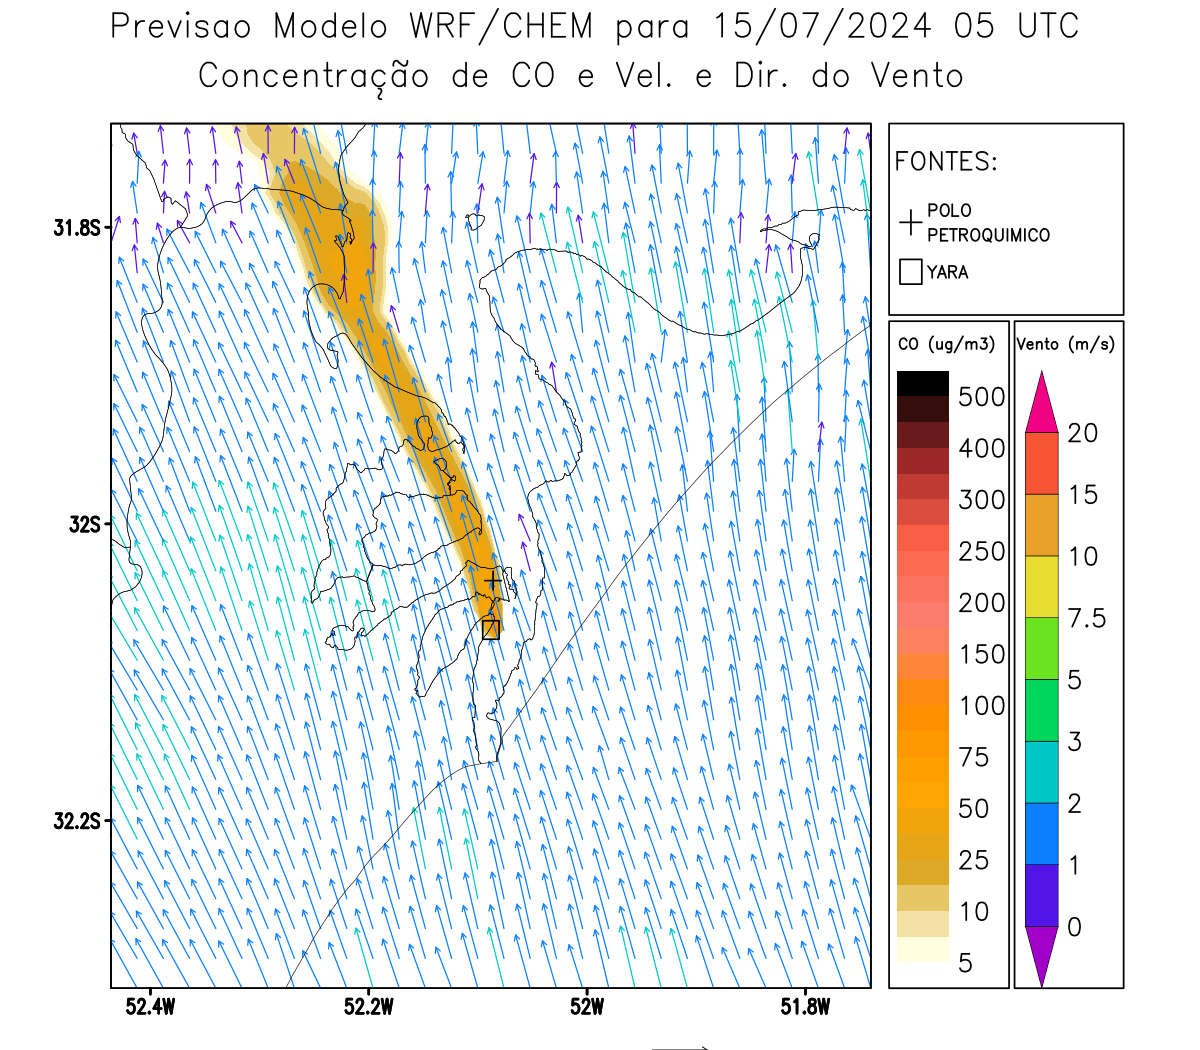 Previsao Modelo WRF/CHEM para 15/07/2024 05 UTC
Concentração de CO e Vel. e Dir. do Vento
FONTES:
POLO
PETROQUIMICO
YARA
CO (ug/m3)
500
400
300
250
200
150
100
75
50
25
10
5
Vento (m/s)
20
15
10
7.5
5
3
2
1
0
31.8S
32S
32.2S
52.4W 52.2W 52W 51.8W